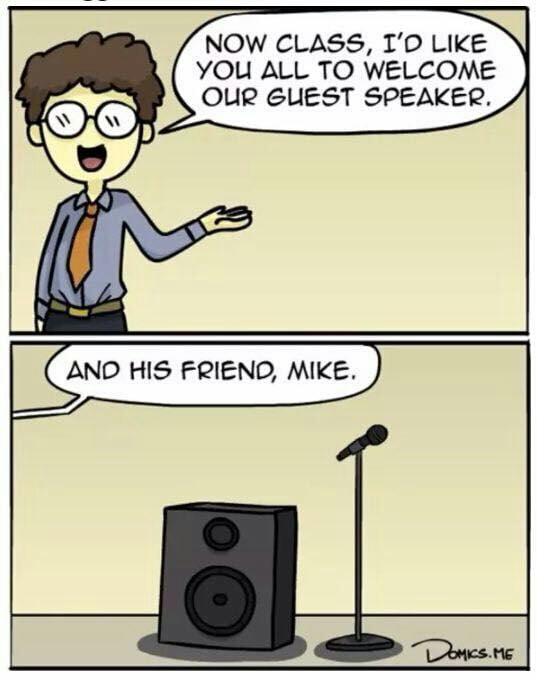 NOW CLASS, I'D LIKE
YOU ALL TO WELCOME
OUR GUEST SPEAKER.
AND HIS FRIEND, MIKE.
DOMICS.ME